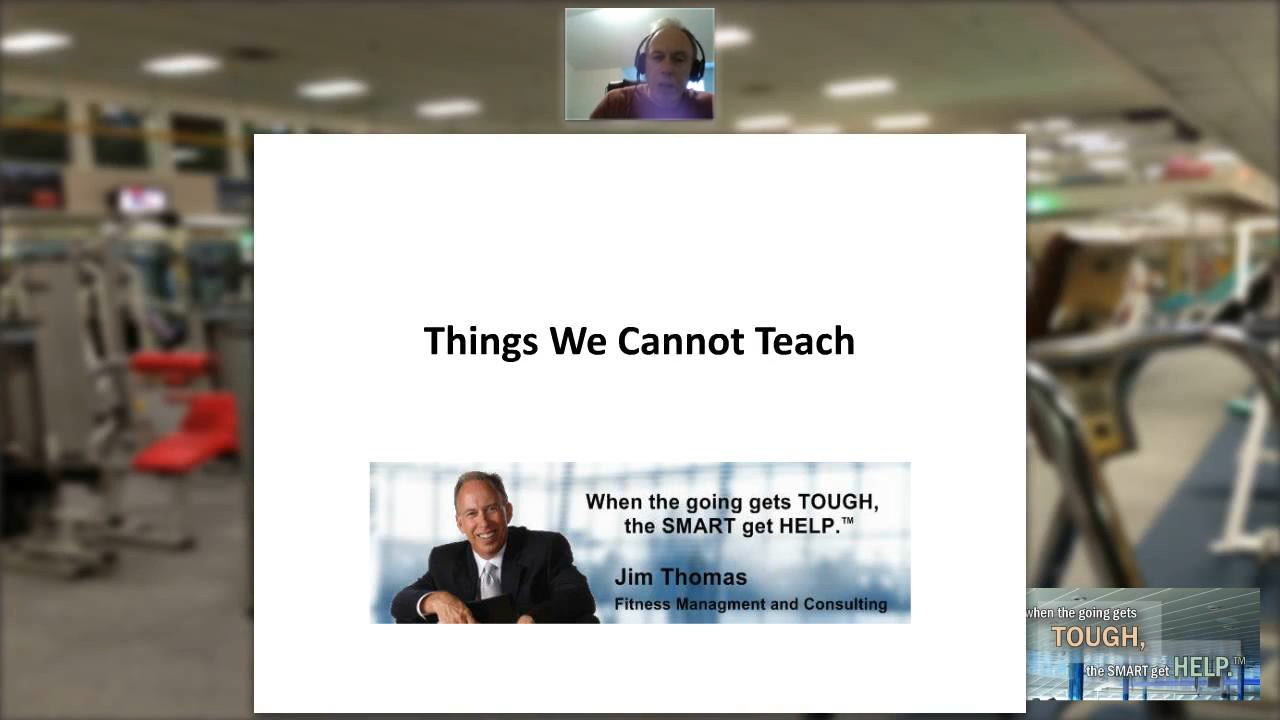 Things We Cannot Teach
When the going gets TOUGH,
the SMART get HELP.™
Jim Thomas
Fitness Managment and Consulting
when the going gets
TOUGH,
the SMART get HELP.™